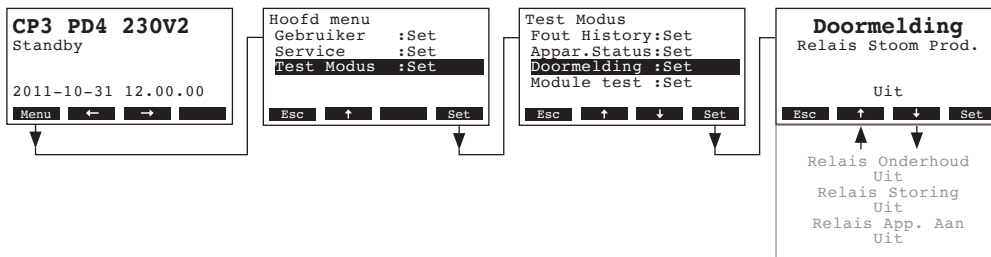 CP3 PD4 230V2
Standby
2011-10-31 12.00.00
Menu ← →
Hoofd menu
Gebruiker :Set
Service :Set
Test Modus :Set
Esc ↑ Set
Test Modus
Fout History:Set
Appar.Status:Set
Doormelding :Set
Module test :Set
Esc ↑ ↓ Set
Doormelding
Relais Stoom Prod.
Uit
Esc ↑ ↓ Set
Relais Onderhoud
Uit
Relais Storing
Uit
Relais App. Aan
Uit